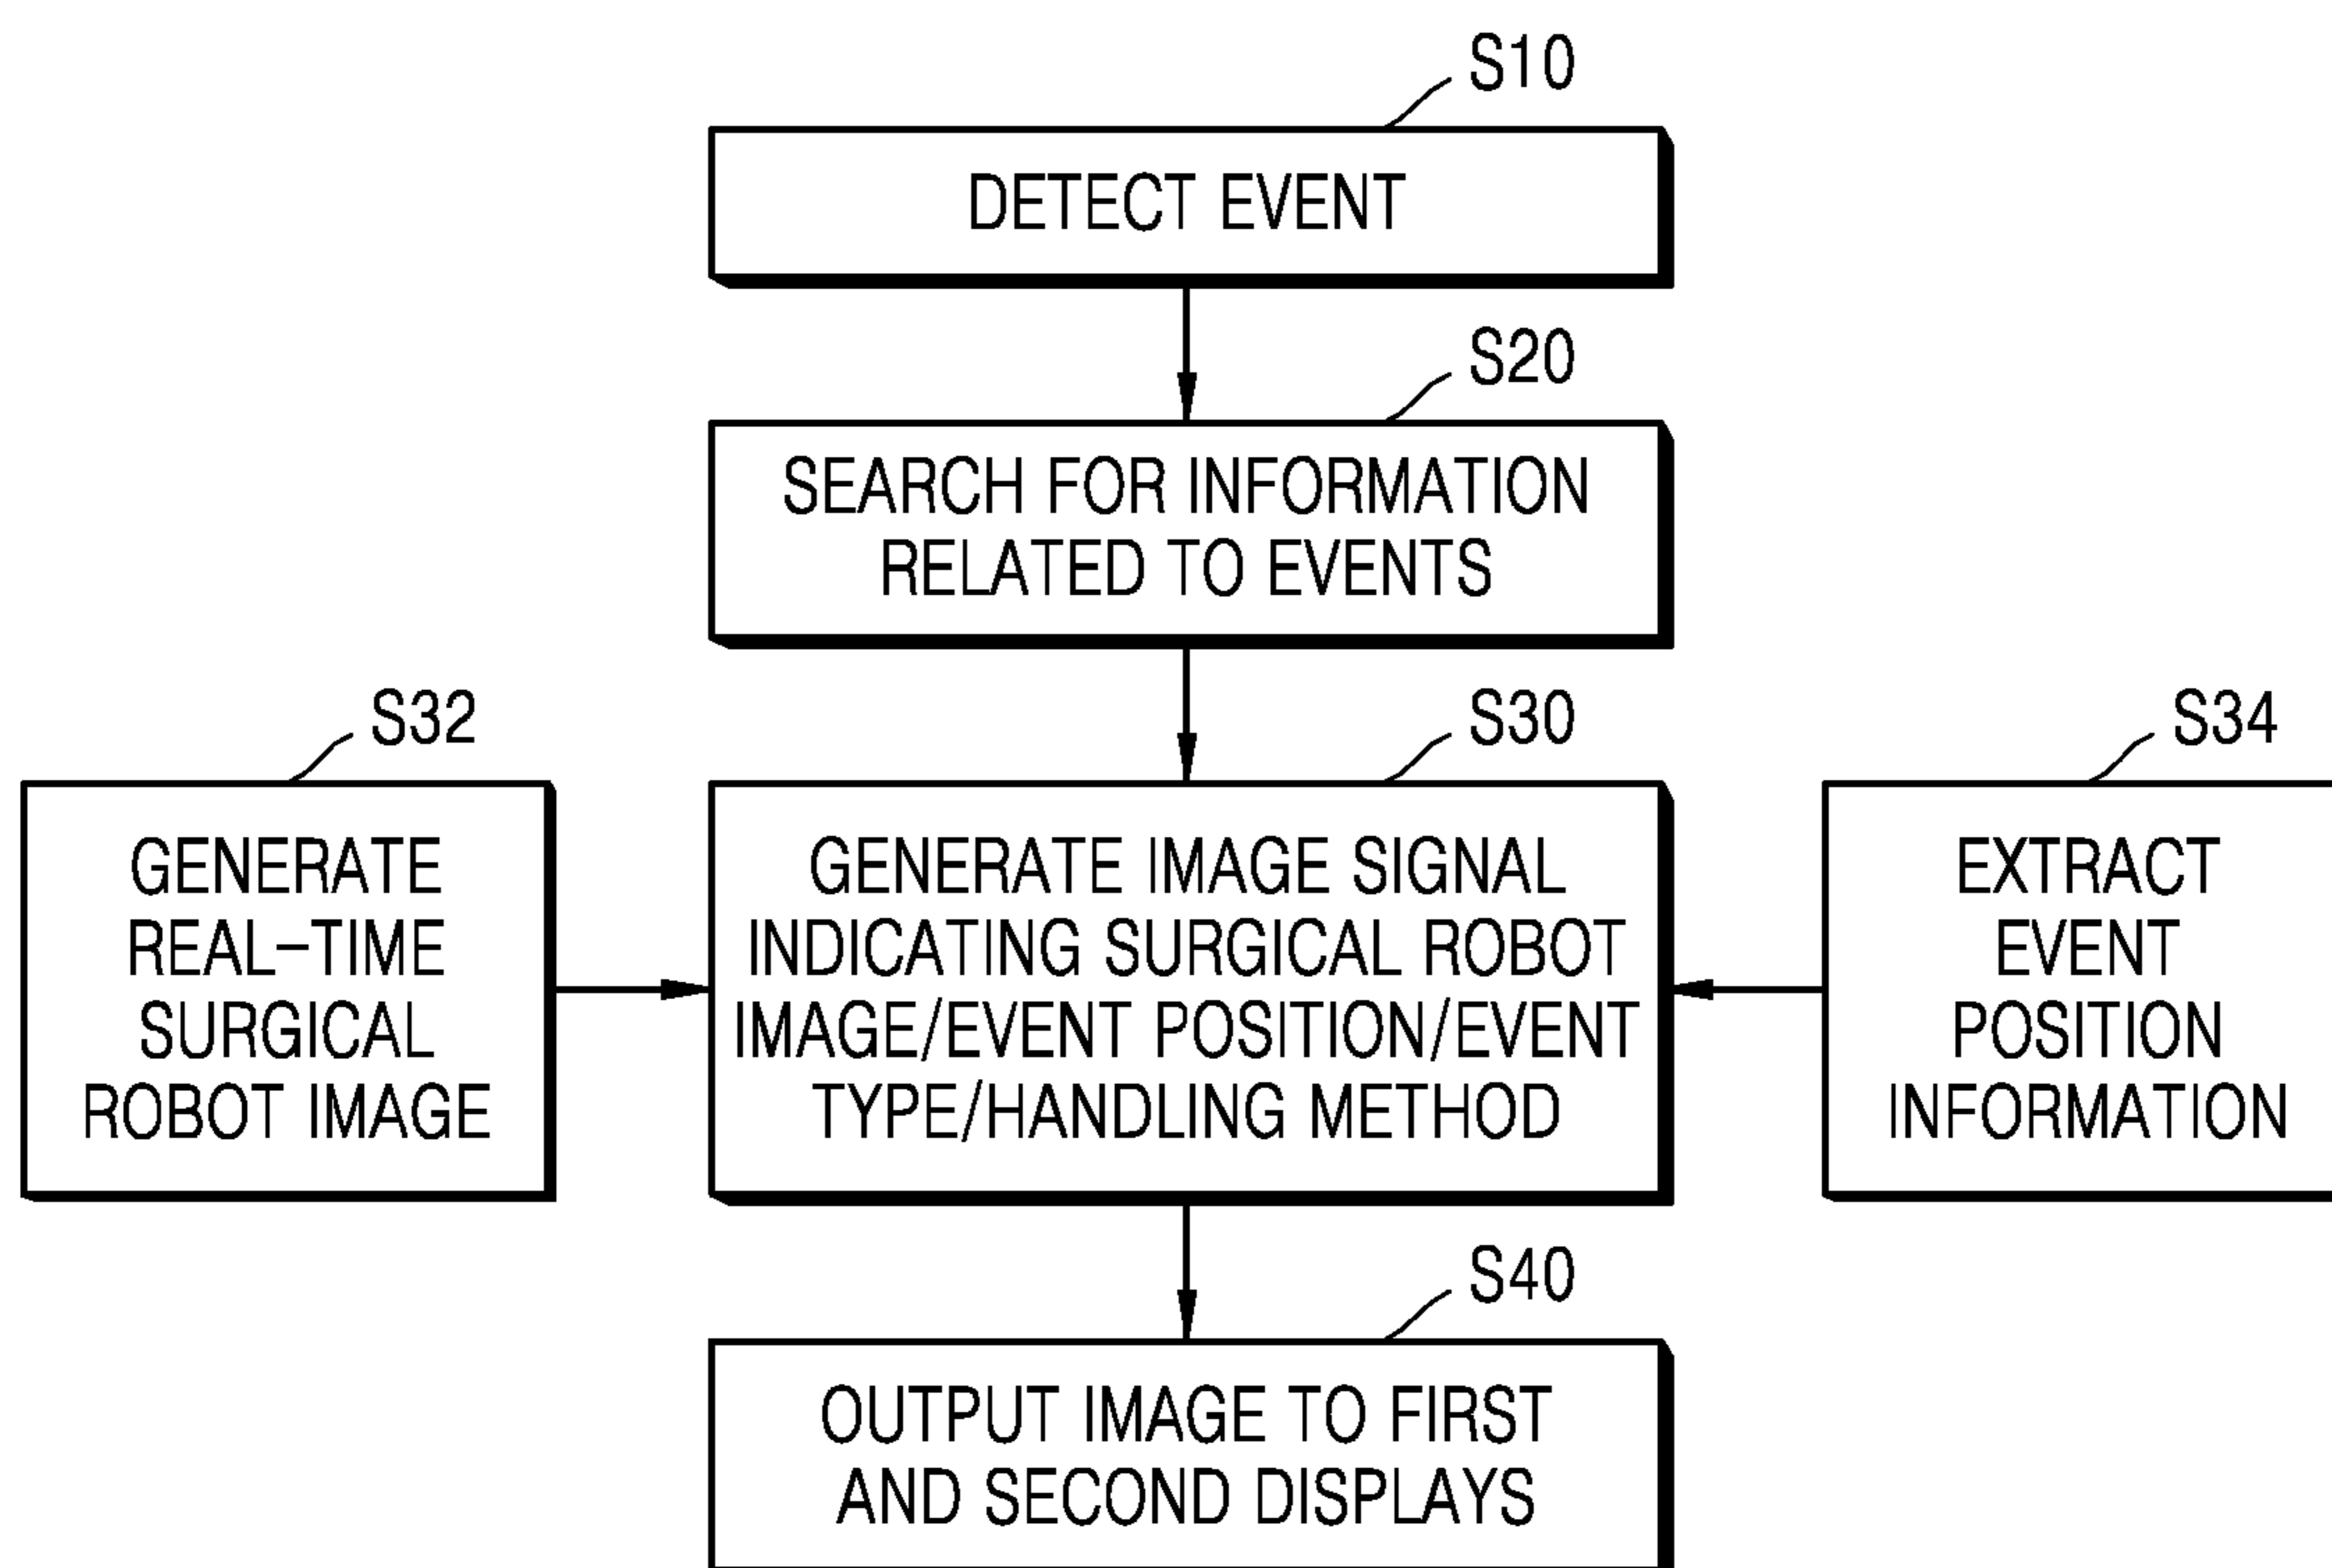 S10
DETECT EVENT
S20
SEARCH FOR INFORMATION
RELATED TO EVENTS
S32
GENERATE
REAL-TIME
SURGICAL
ROBOT IMAGE
S30
GENERATE IMAGE SIGNAL
INDICATING SURGICAL ROBOT
IMAGE/EVENT POSITION/EVENT
TYPE/HANDLING METHOD
S34
EXTRACT
EVENT
POSITION
INFORMATION
S40
OUTPUT IMAGE TO FIRST
AND SECOND DISPLAYS